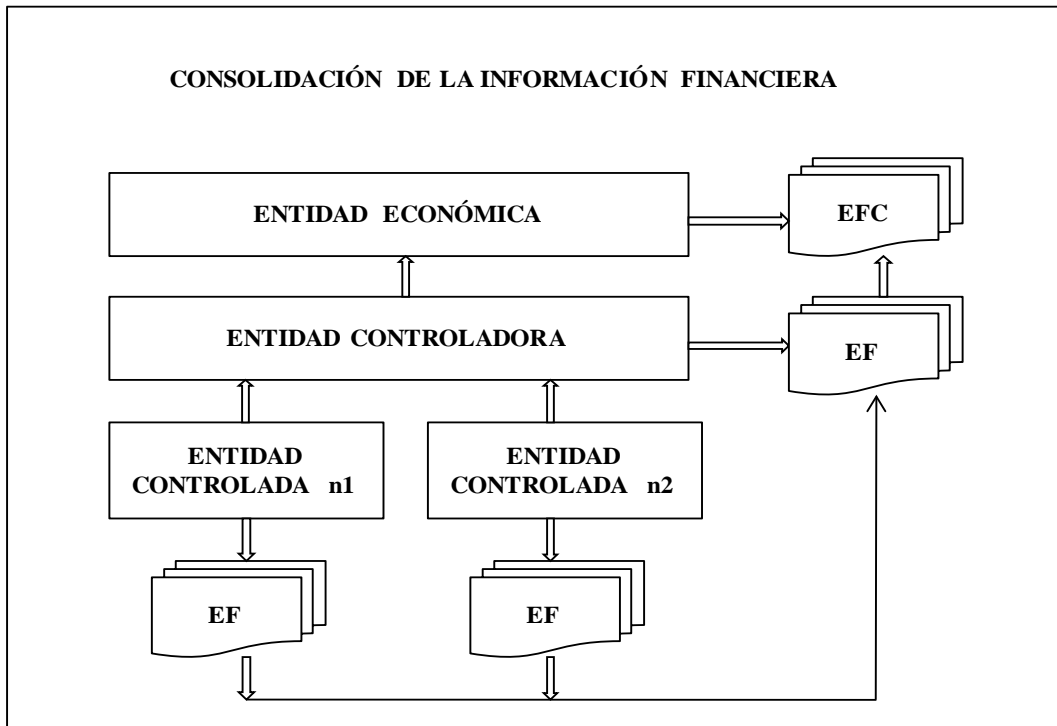 CONSOLIDACIÓN DE LA INFORMACIÓN FINANCIERA
ENTIDAD ECONÓMICA
EFC
ENTIDAD CONTROLADORA
EF
ENTIDAD
CONTROLADA n1
ENTIDAD
CONTROLADA n2
EF
EF